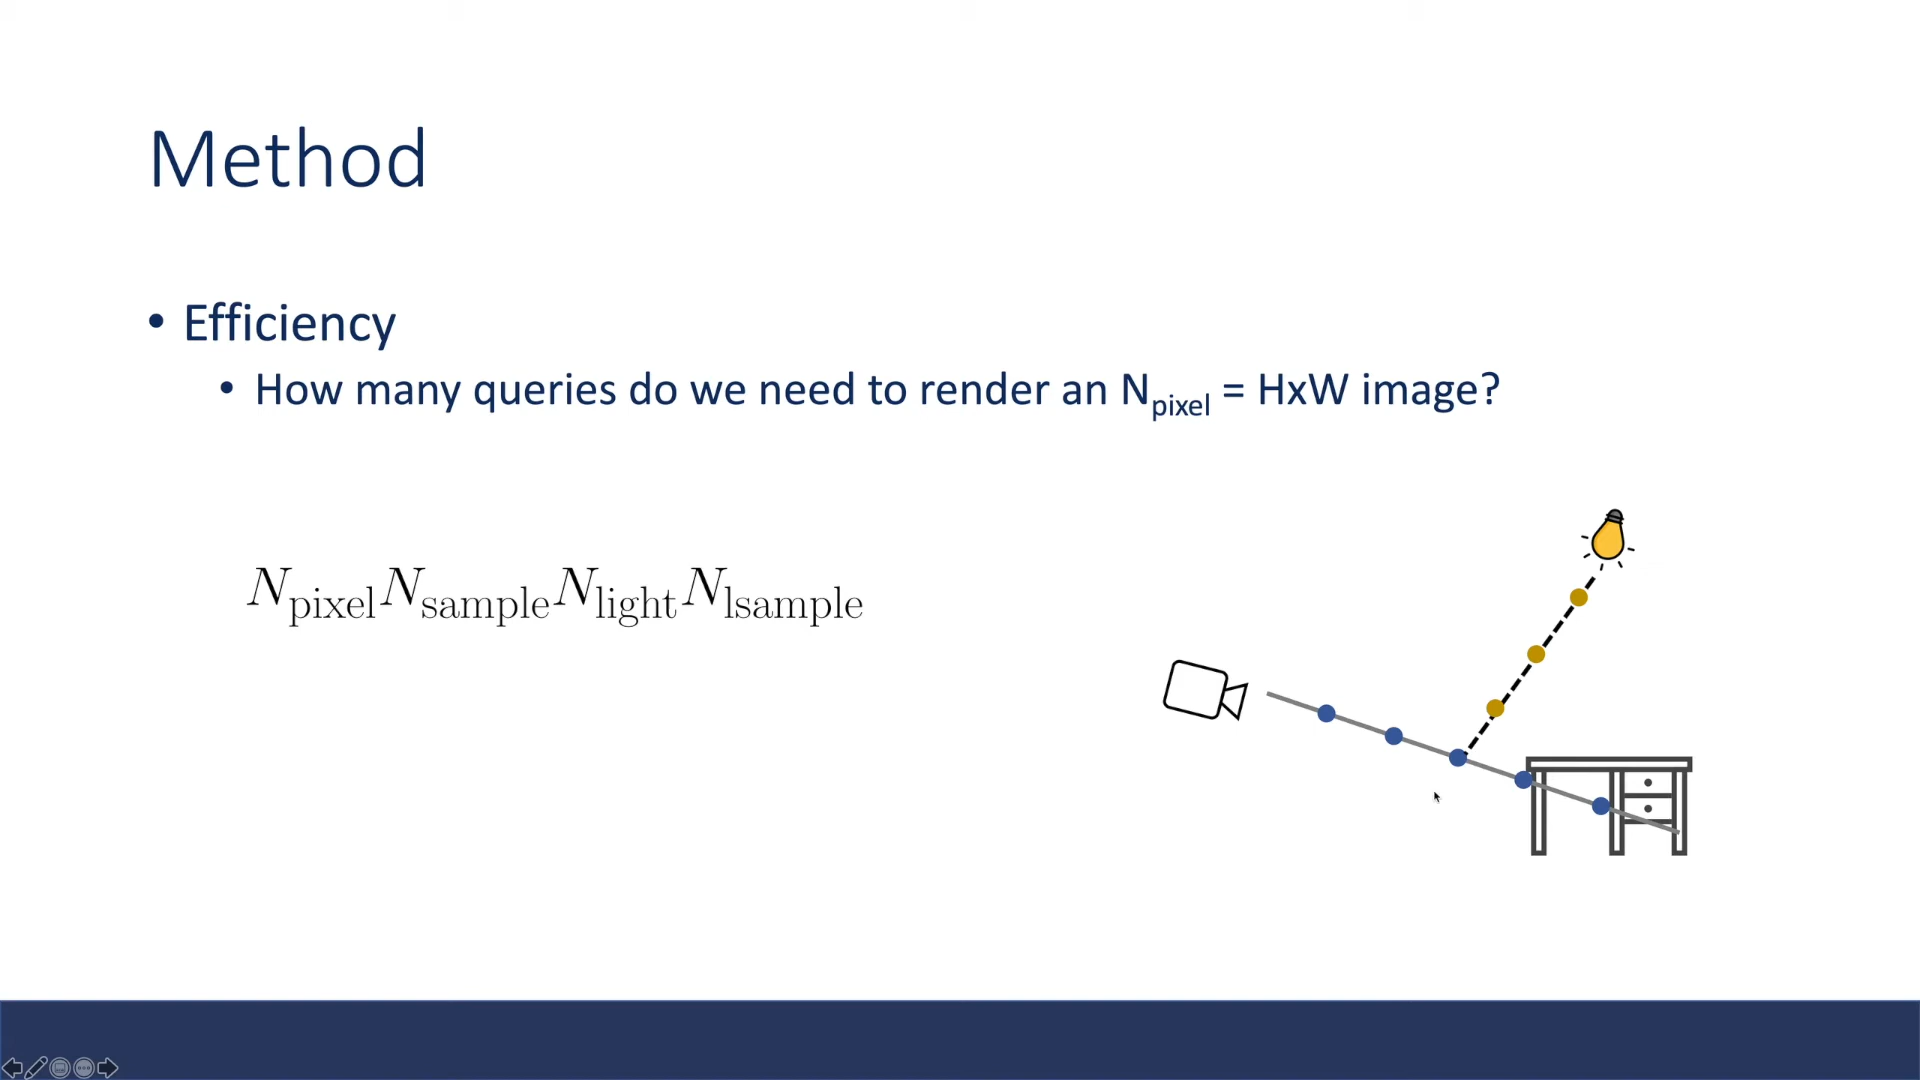 Method
• Efficiency
• How many queries do we need to render an N_pixel = HxW image?
N_pixel N_sample N_light N_lsample